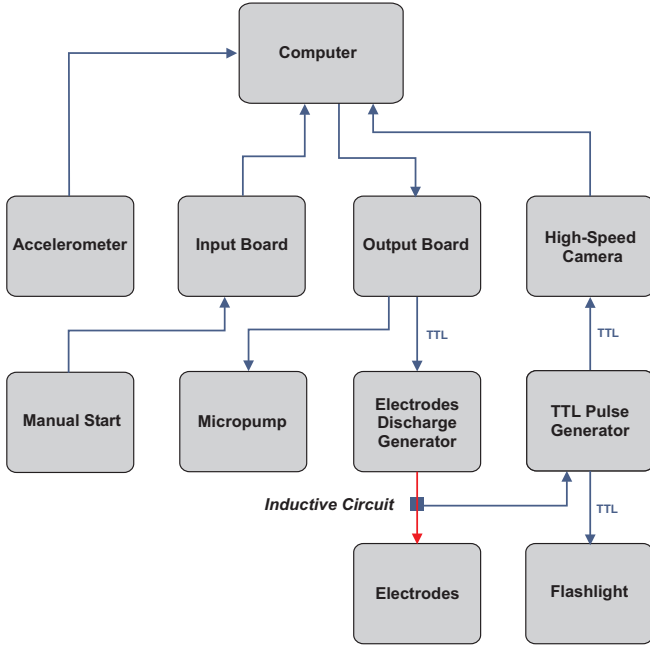 Computer
Accelerometer
Input Board
Output Board
High-Speed
Camera
TTL
TTL
Manual Start
Micropump
Electrodes
Discharge
Generator
TTL Pulse
Generator
Inductive Circuit
TTL
Electrodes
Flashlight